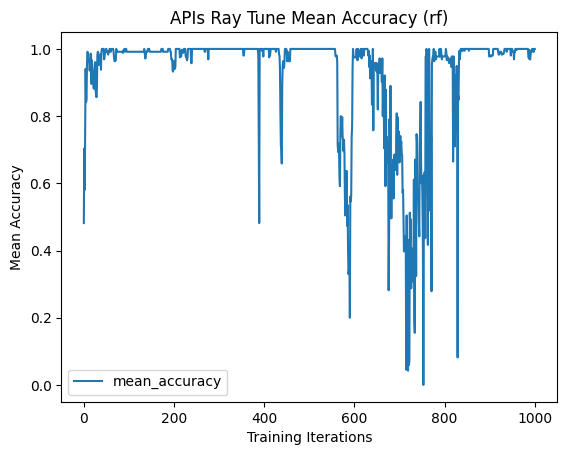 APIs Ray Tune Mean Accuracy (rf)
1.0
0.8
0.6
0.4
0.2
0.0
Mean Accuracy
mean_accuracy
0 200 400 600 800 1000
Training Iterations